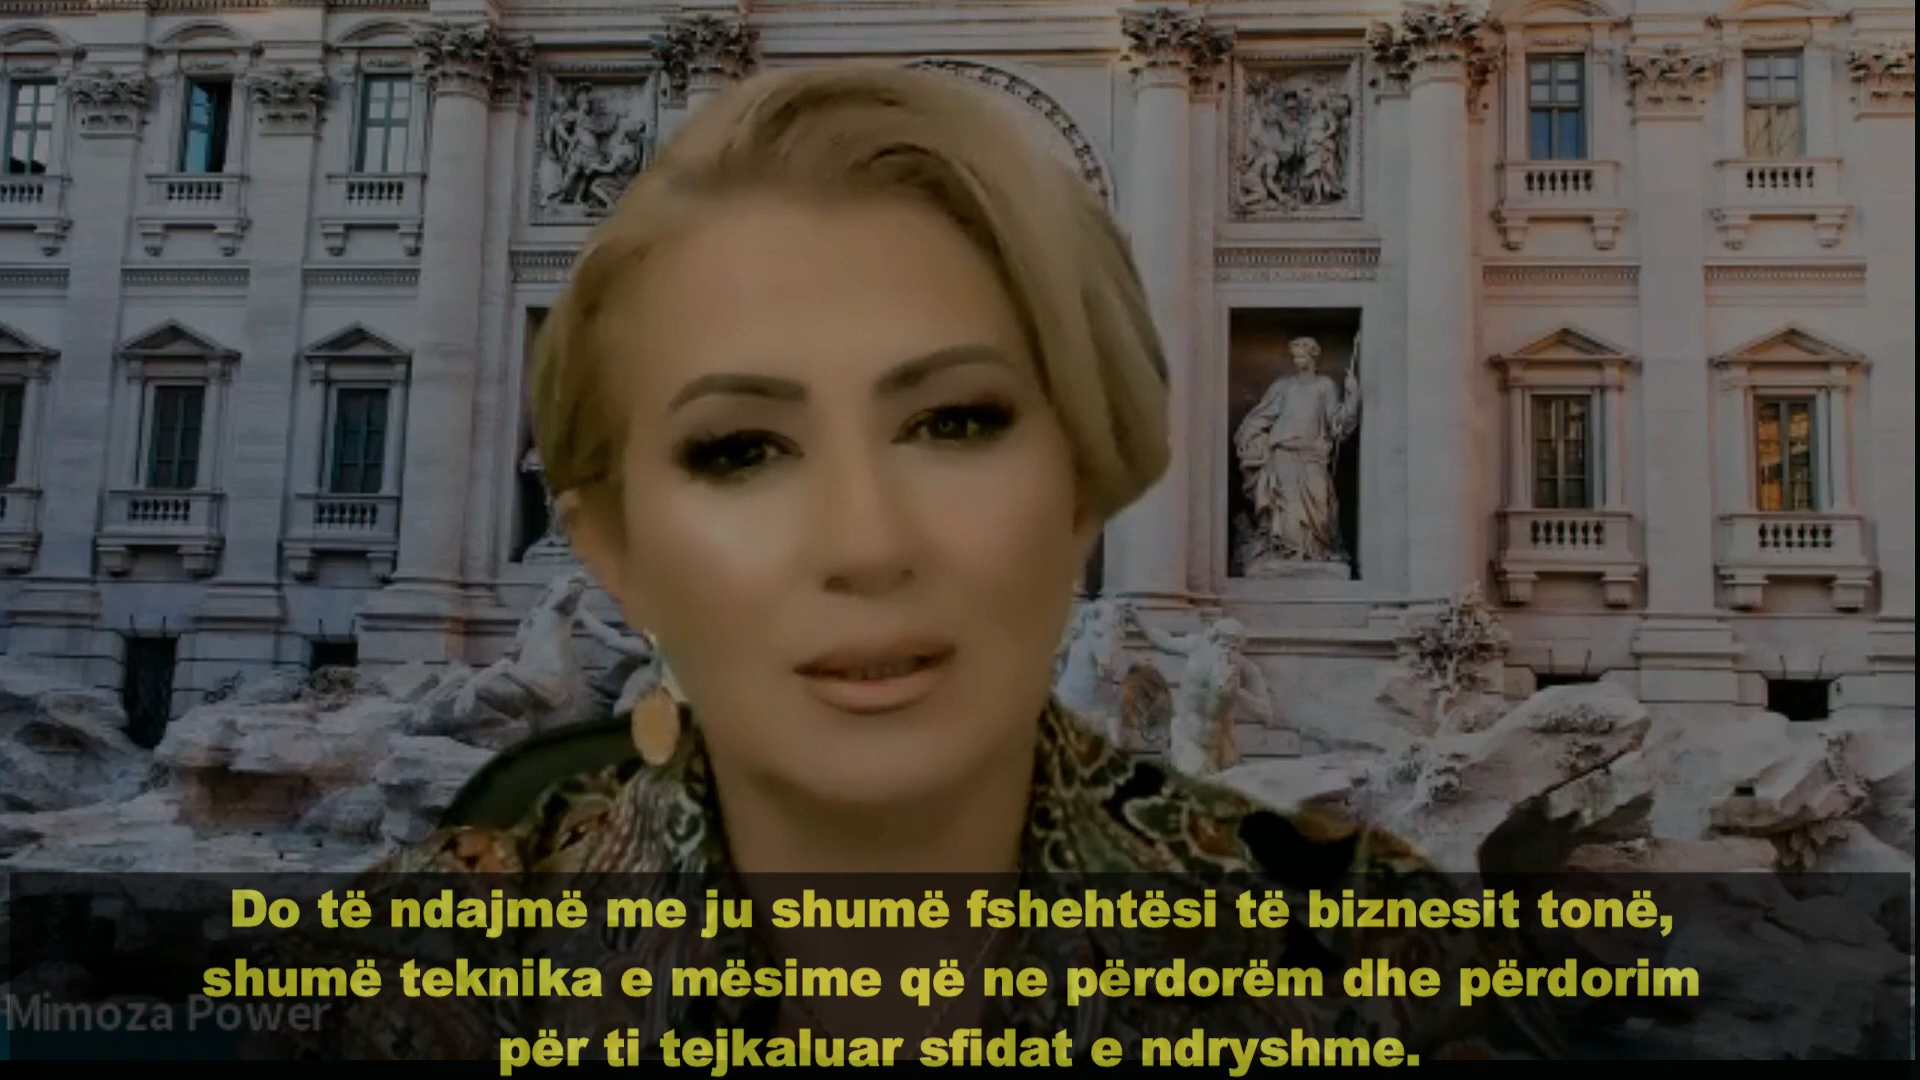 Do të ndajmë me ju shumë fshehtësi të biznesit tonë,
shumë teknika e mësime që ne përdorëm dhe përdorim
Mimoza Power
për ti tejkaluar sfidat e ndryshme.